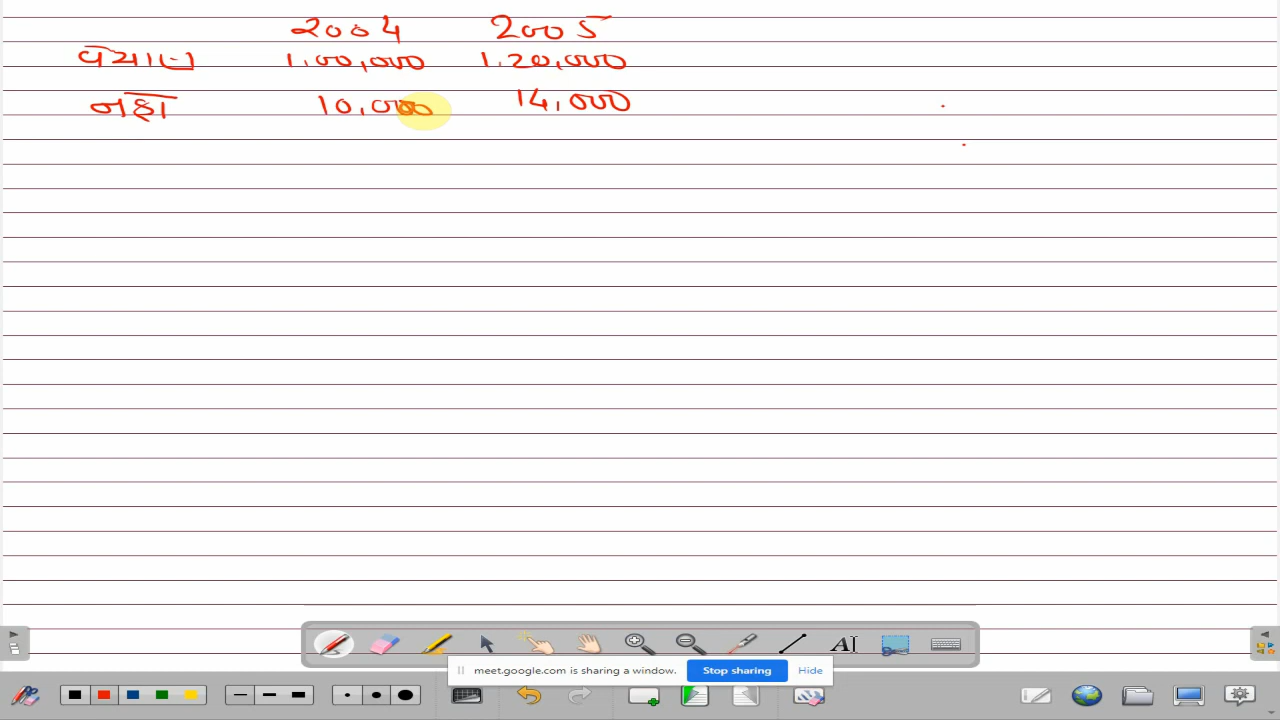 2004 2005
વેચાણ 1,00,000 1,20,000
નફો 10,000 14,000
meet.google.com is sharing a window. Stop sharing Hide